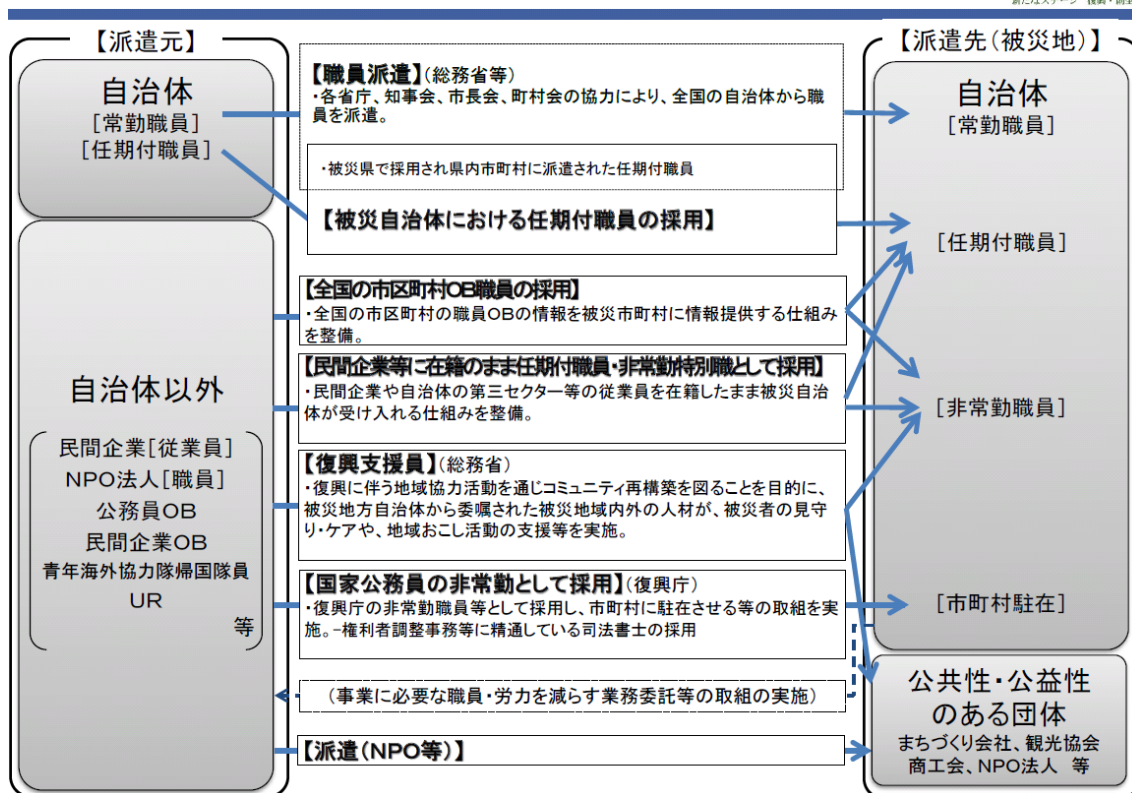 新たなステージ 復興・創生
【派遣元】
自治体
[常勤職員]
[任期付職員]
自治体以外
民間企業[従業員]
NPO法人[職員]
公務員OB
民間企業OB
青年海外協力隊帰国隊員
UR
等
【職員派遣】(総務省等)
・各省庁、知事会、市長会、町村会の協力により、全国の自治体から職
員を派遣。
・被災県で採用され県内市町村に派遣された任期付職員
【被災自治体における任期付職員の採用】
【全国の市区町村OB職員の採用】
・全国の市区町村の職員OBの情報を被災市町村に情報提供する仕組み
を整備。
【民間企業等に在籍のまま任期付職員・非常勤特別職として採用】
・民間企業や自治体の第三セクター等の従業員を在籍したまま被災自治
体が受け入れる仕組みを整備。
【復興支援員】(総務省)
・復興に伴う地域協力活動を通じコミュニティ再構築を図ることを目的に、
被災地方自治体から委嘱された被災地域内外の人材が、被災者の見守
り・ケアや、地域おこし活動の支援等を実施。
【国家公務員の非常勤として採用】(復興庁)
・復興庁の非常勤職員等として採用し、市町村に駐在させる等の取組を実
施。-権利者調整事務等に精通している司法書士の採用
(事業に必要な職員・労力を減らす業務委託等の取組の実施)
【派遣(NPO等)】
【派遣先(被災地)】
自治体
[常勤職員]
[任期付職員]
[非常勤職員]
[市町村駐在]
公共性・公益性
のある団体
まちづくり会社、観光協会
商工会、NPO法人 等